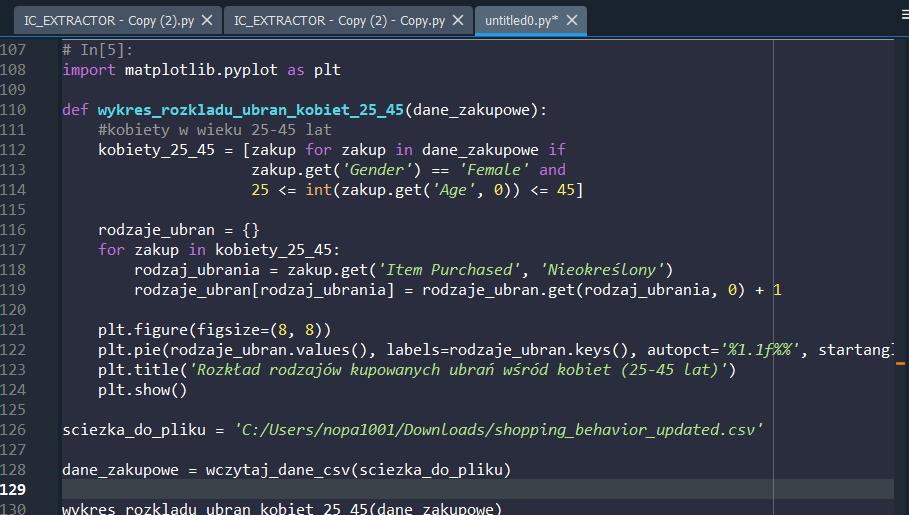 IC_EXTRACTOR - Copy (2).py IC_EXTRACTOR - Copy (2) - Copy.py untitled0.py*
107 # In[5]:
108 import matplotlib.pyplot as plt
109
110 def wykres_rozkladu_ubran_kobiet_25_45(dane_zakupowe):
111     #kobiety w wieku 25-45 lat
112     kobiety_25_45 = [zakup for zakup in dane_zakupowe if
113                      zakup.get('Gender') == 'Female' and
114                      25 <= int(zakup.get('Age', 0)) <= 45]
115
116     rodzaje_ubran = {}
117     for zakup in kobiety_25_45:
118         rodzaj_ubrania = zakup.get('Item Purchased', 'Nieokreślony')
119         rodzaje_ubran[rodzaj_ubrania] = rodzaje_ubran.get(rodzaj_ubrania, 0) + 1
120
121     plt.figure(figsize=(8, 8))
122     plt.pie(rodzaje_ubran.values(), labels=rodzaje_ubran.keys(), autopct='%1.1f%%', startangl
123     plt.title('Rozkład rodzajów kupowanych ubrań wśród kobiet (25-45 lat)')
124     plt.show()
125
126 sciezka_do_pliku = 'C:/Users/nopa1001/Downloads/shopping_behavior_updated.csv'
127
128 dane_zakupowe = wczytaj_dane_csv(sciezka_do_pliku)
129
130 wykres_rozkladu_ubran_kobiet_25_45(dane_zakupowe)